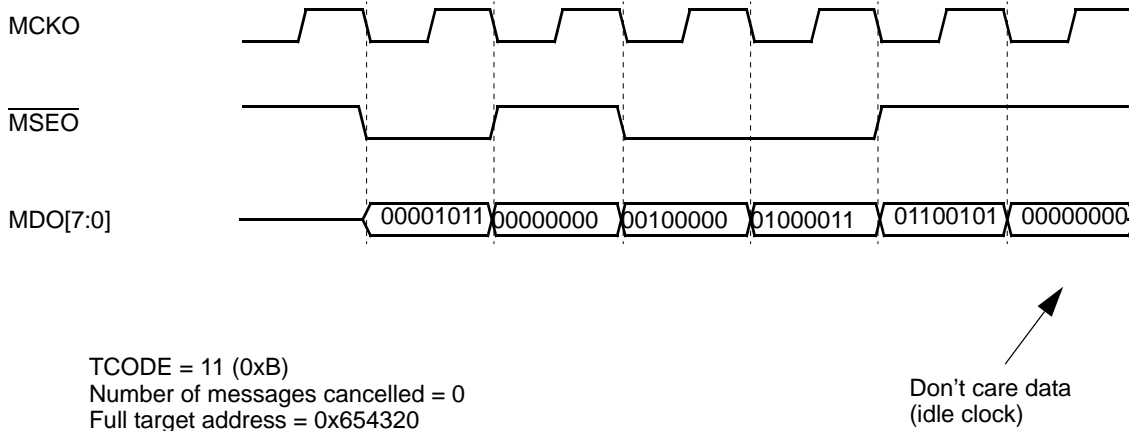 MCKO
MSEO
MDO[7:0]
00001011 00000000 00100000 01000011 01100101 00000000
TCODE = 11 (0xB)
Number of messages cancelled = 0
Full target address = 0x654320
Don't care data
(idle clock)